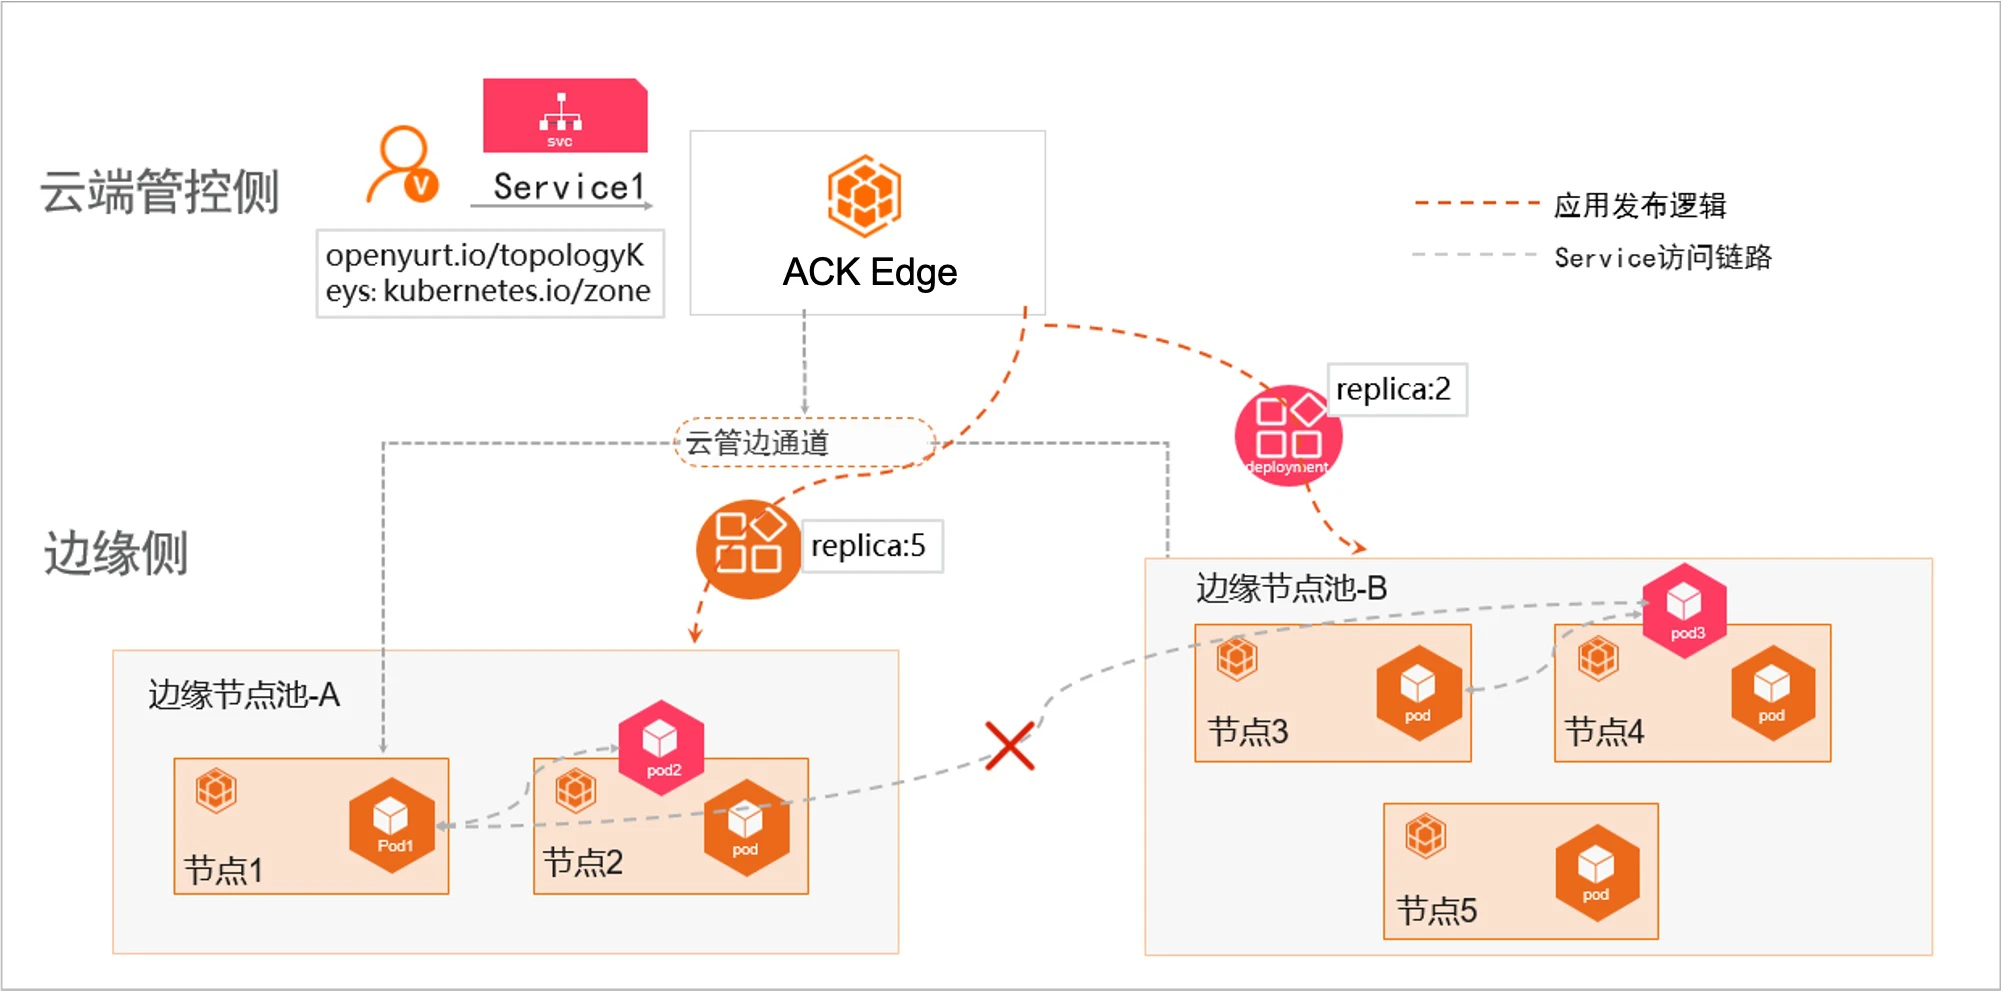 云端管控侧
V
svc
Service1
openyurt.io/topologyK
eys: kubernetes.io/zone
ACK Edge
应用发布逻辑
Service访问链路
replica:2
deployment
云管边通道
边缘侧
replica:5
边缘节点池-A
节点1
Pod1
pod2
节点2
pod
边缘节点池-B
pod3
节点3
pod
节点4
pod
节点5
pod